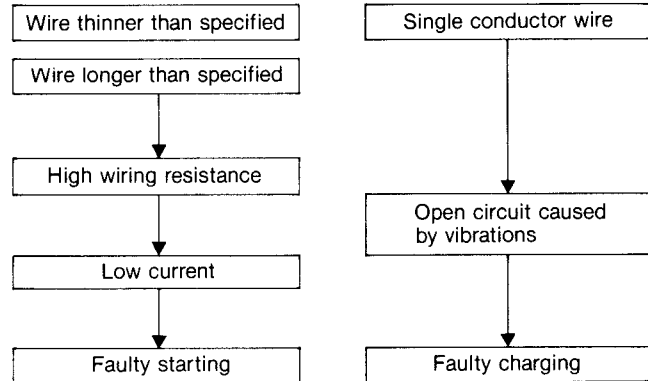 Wire thinner than specified
Wire longer than specified
High wiring resistance
Low current
Faulty starting
Single conductor wire
Open circuit caused
by vibrations
Faulty charging